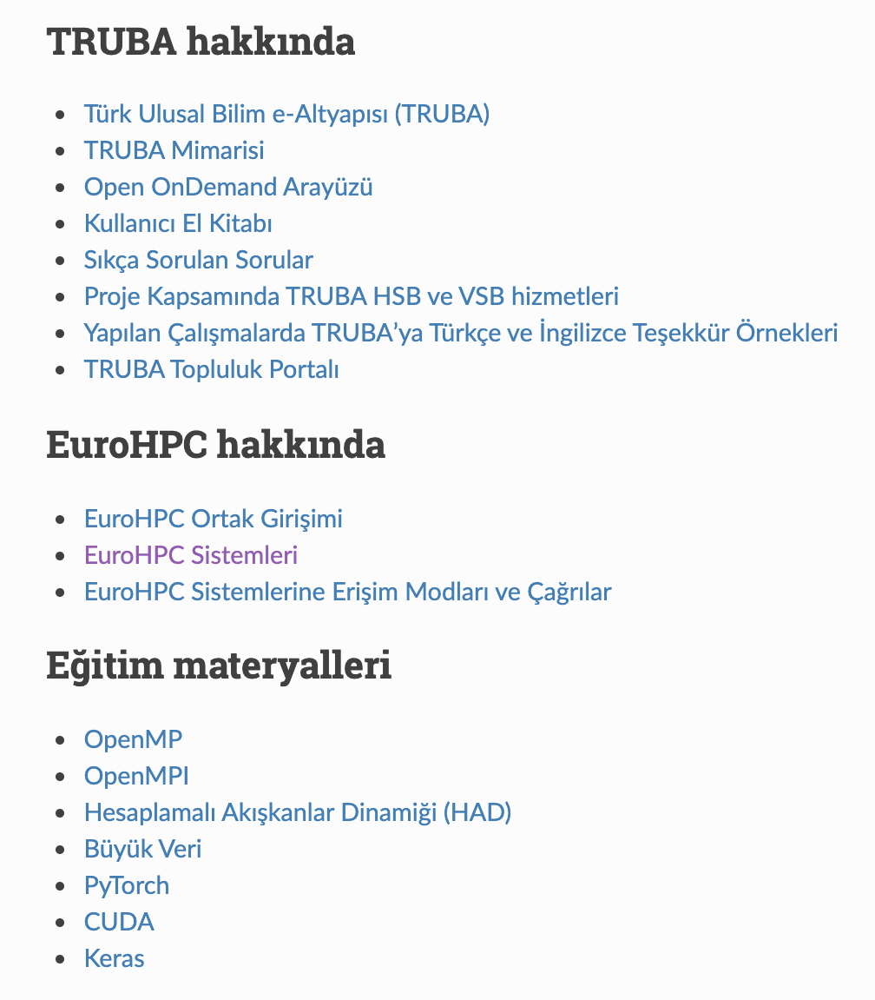 TRUBA hakkında
Türk Ulusal Bilim e-Altyapısı (TRUBA)
TRUBA Mimarisi
Open OnDemand Arayüzü
Kullanıcı El Kitabı
Sıkça Sorulan Sorular
Proje Kapsamında TRUBA HSB ve VSB hizmetleri
Yapılan Çalışmalarda TRUBA’ya Türkçe ve İngilizce Teşekkür Örnekleri
TRUBA Topluluk Portalı
EuroHPC hakkında
EuroHPC Ortak Girişimi
EuroHPC Sistemleri
EuroHPC Sistemlerine Erişim Modları ve Çağrılar
Eğitim materyalleri
OpenMP
OpenMPI
Hesaplamalı Akışkanlar Dinamiği (HAD)
Büyük Veri
PyTorch
CUDA
Keras